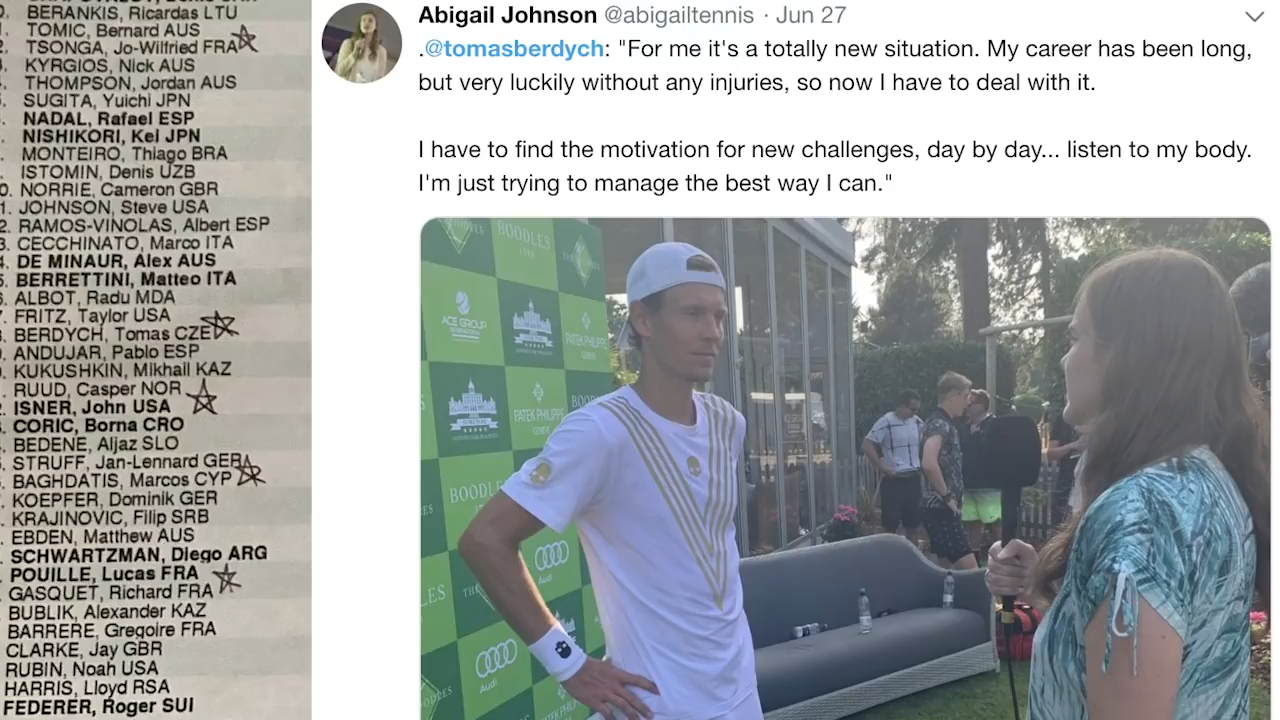 BERANKIS, Ricardas LTU
TOMIC, Bernard AUS
TSONGA, Jo-Wilfried FRA
KYRGIOS, Nick AUS
THOMPSON, Jordan AUS
SUGITA, Yuichi JPN
NADAL, Rafael ESP
NISHIKORI, Kei JPN
MONTEIRO, Thiago BRA
ISTOMIN, Denis UZB
NORRIE, Cameron GBR
JOHNSON, Steve USA
RAMOS-VINOLAS, Albert ESP
CECCHINATO, Marco ITA
DE MINAUR, Alex AUS
BERRETTINI, Matteo ITA
ALBOT, Radu MDA
FRITZ, Taylor USA
BERDYCH, Tomas CZE
ANDUJAR, Pablo ESP
KUKUSHKIN, Mikhail KAZ
RUUD, Casper NOR
ISNER, John USA
CORIC, Borna CRO
BEDENE, Aljaz SLO
STRUFF, Jan-Lennard GER
BAGHDATIS, Marcos CYP
KOEPFER, Dominik GER
KRAJINOVIC, Filip SRB
EBDEN, Matthew AUS
SCHWARTZMAN, Diego ARG
POUILLE, Lucas FRA
GASQUET, Richard FRA
BUBLIK, Alexander KAZ
BARRERE, Gregoire FRA
CLARKE, Jay GBR
RUBIN, Noah USA
HARRIS, Lloyd RSA
FEDERER, Roger SUI
Abigail Johnson @abigailtennis · Jun 27
.@tomasberdych: "For me it's a totally new situation. My career has been long,
but very luckily without any injuries, so now I have to deal with it.
I have to find the motivation for new challenges, day by day... listen to my body.
I'm just trying to manage the best way I can."
BOODLES
ACE GROUP
PATEK PHILIPPE
PATEK PHILIPPE
GENEVE
BOODLES
Audi
Audi